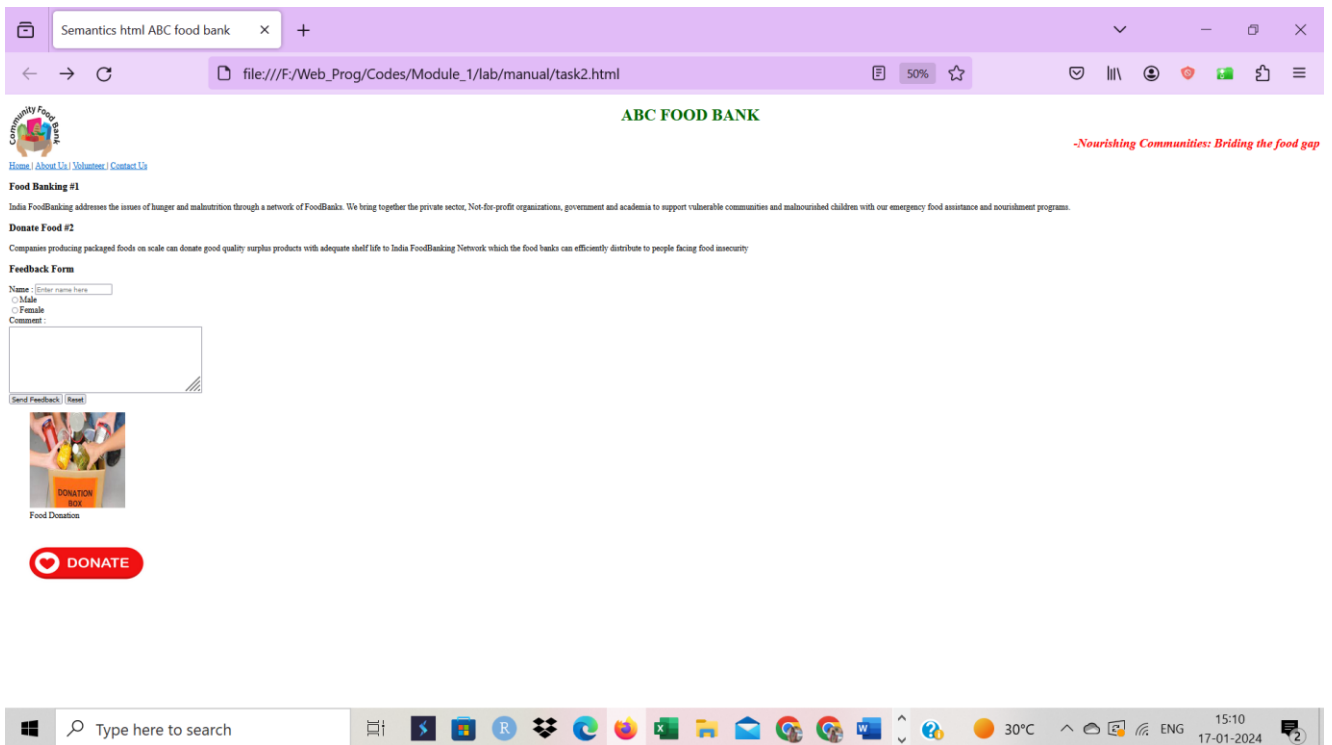 Semantics html ABC food bank
file:///F:/Web_Prog/Codes/Module_1/lab/manual/task2.html
50%
Community Food Bank
ABC FOOD BANK
-Nourishing Communities: Briding the food gap
Home | About Us | Volunteer | Contact Us
Food Banking #1
India FoodBanking addresses the issues of hunger and malnutrition through a network of FoodBanks. We bring together the private sector, Not-for-profit organizations, government and academia to support vulnerable communities and malnourished children with our emergency food assistance and nourishment programs.
Donate Food #2
Companies producing packaged foods on scale can donate good quality surplus products with adequate shelf life to India FoodBanking Network which the food banks can efficiently distribute to people facing food insecurity
Feedback Form
Name : Enter name here
Male
Female
Comment :
Send Feedback Reset
DONATION
BOX
Food Donation
DONATE
Type here to search
30°C
ENG
15:10
17-01-2024
2